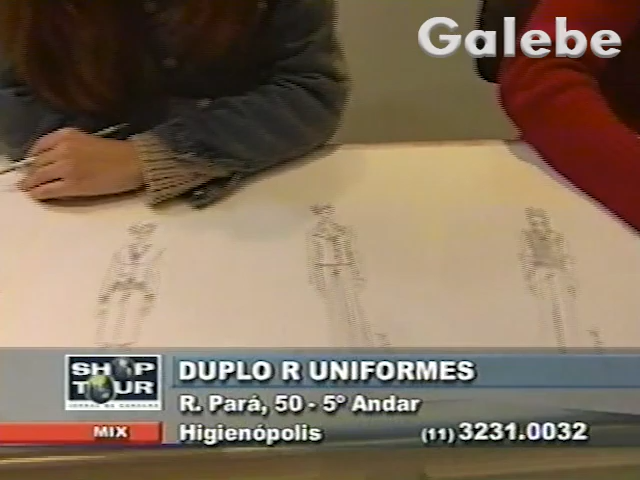 Galebe
SHOP
TOUR
DUPLO R UNIFORMES
R. Pará, 50 - 5º Andar
MIX
Higienópolis
(11) 3231.0032